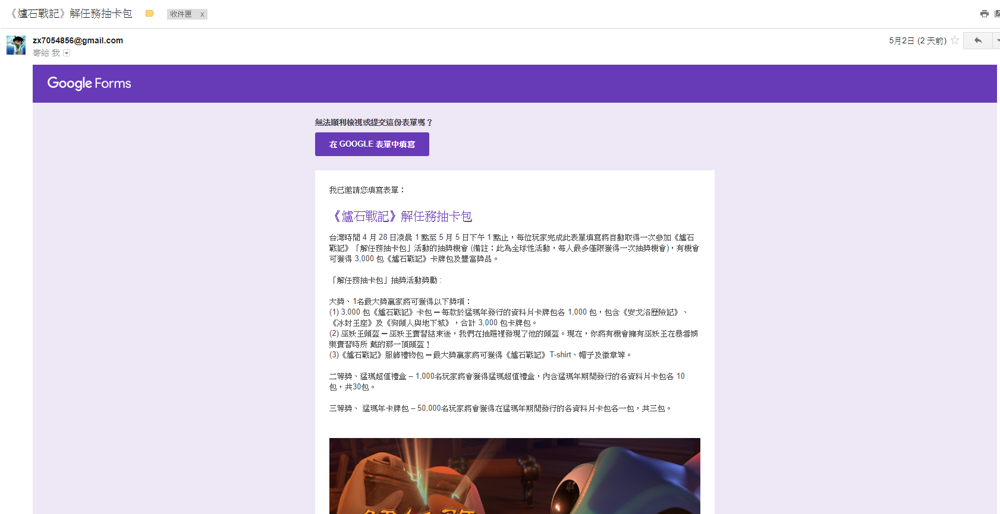 《爐石戰記》解任務抽卡包 收件匣 x
zx7054856@gmail.com 5月2日 (2 天前)
寄給 我
Google Forms
無法順利檢視或提交這份表單嗎？
在 GOOGLE 表單中填寫
我已邀請您填寫表單：
《爐石戰記》解任務抽卡包
台灣時間 4 月 28 日凌晨 1 點至 5 月 5 日下午 1 點止，每位玩家完成此表單填寫將自動取得一次參加《爐石
戰記》「解任務抽卡包」活動的抽獎機會 (備註：此為全球性活動，每人最多僅限獲得一次抽獎機會)，有機會
可獲得 3,000 包《爐石戰記》卡牌包及豐富獎品。
「解任務抽卡包」抽獎活動獎勵 :
大獎、1名最大獎贏家將可獲得以下獎項：
(1) 3,000 包《爐石戰記》卡包 ─ 每款於猛瑪年發行的資料片卡牌包各 1,000 包，包含《安戈洛歷險記》、
《冰封王座》及《狗頭人與地下城》，合計 3,000 包卡牌包。
(2) 巫妖王頭盔 ─ 巫妖王實習結束後，我們在抽屜裡發現了他的頭盔。現在，你將有機會擁有巫妖王在暴雪娛
樂實習時所 戴的那一頂頭盔！
(3)《爐石戰記》服飾禮物包 ─ 最大獎贏家將可獲得《爐石戰記》T-shirt、帽子及徽章等。
二等獎、猛瑪超值禮盒 – 1,000名玩家將會獲得猛瑪超值禮盒，內含猛瑪年期間發行的各資料片卡包各 10
包，共30包。
三等獎、 猛瑪年卡牌包 – 50,000名玩家將會獲得在猛瑪年期間發行的各資料片卡包各一包，共三包。